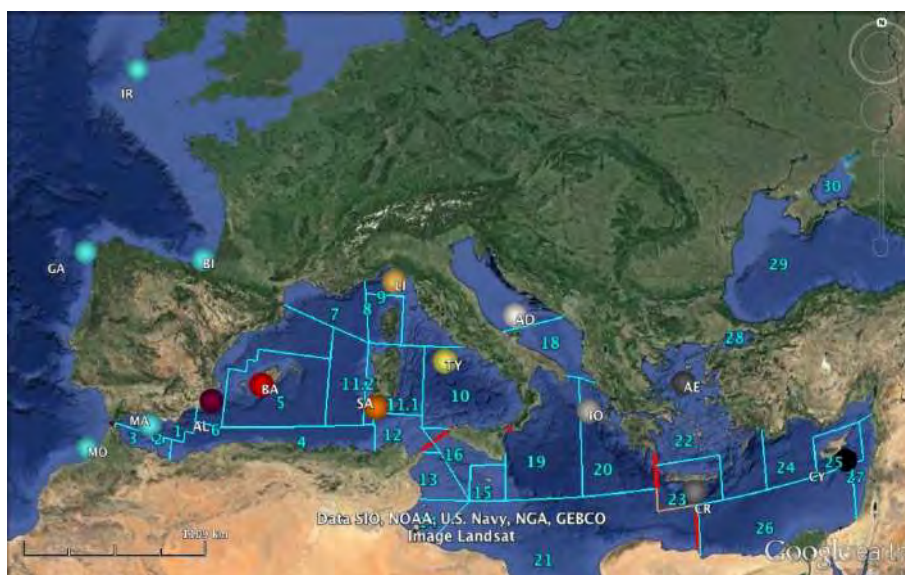 N
IR
30
GA
BI
29
LI
9
8
7
AD
18
28
TY
AE
BA
5
11.2
SA
11.1
10
IO
MA
3
2
1
AL
6
4
12
MO
16
19
20
22
24
25
CY
27
13
15
23
CR
26
Data SIO, NOAA, U.S. Navy, NGA, GEBCO
Image Landsat
Google earth
21